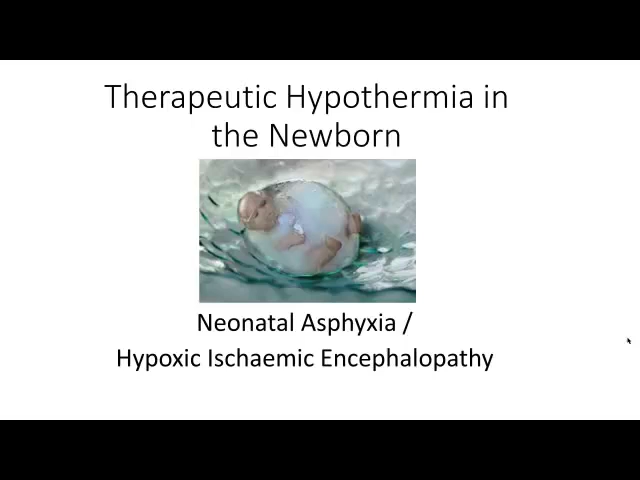 Therapeutic Hypothermia in
the Newborn
Neonatal Asphyxia /
Hypoxic Ischaemic Encephalopathy